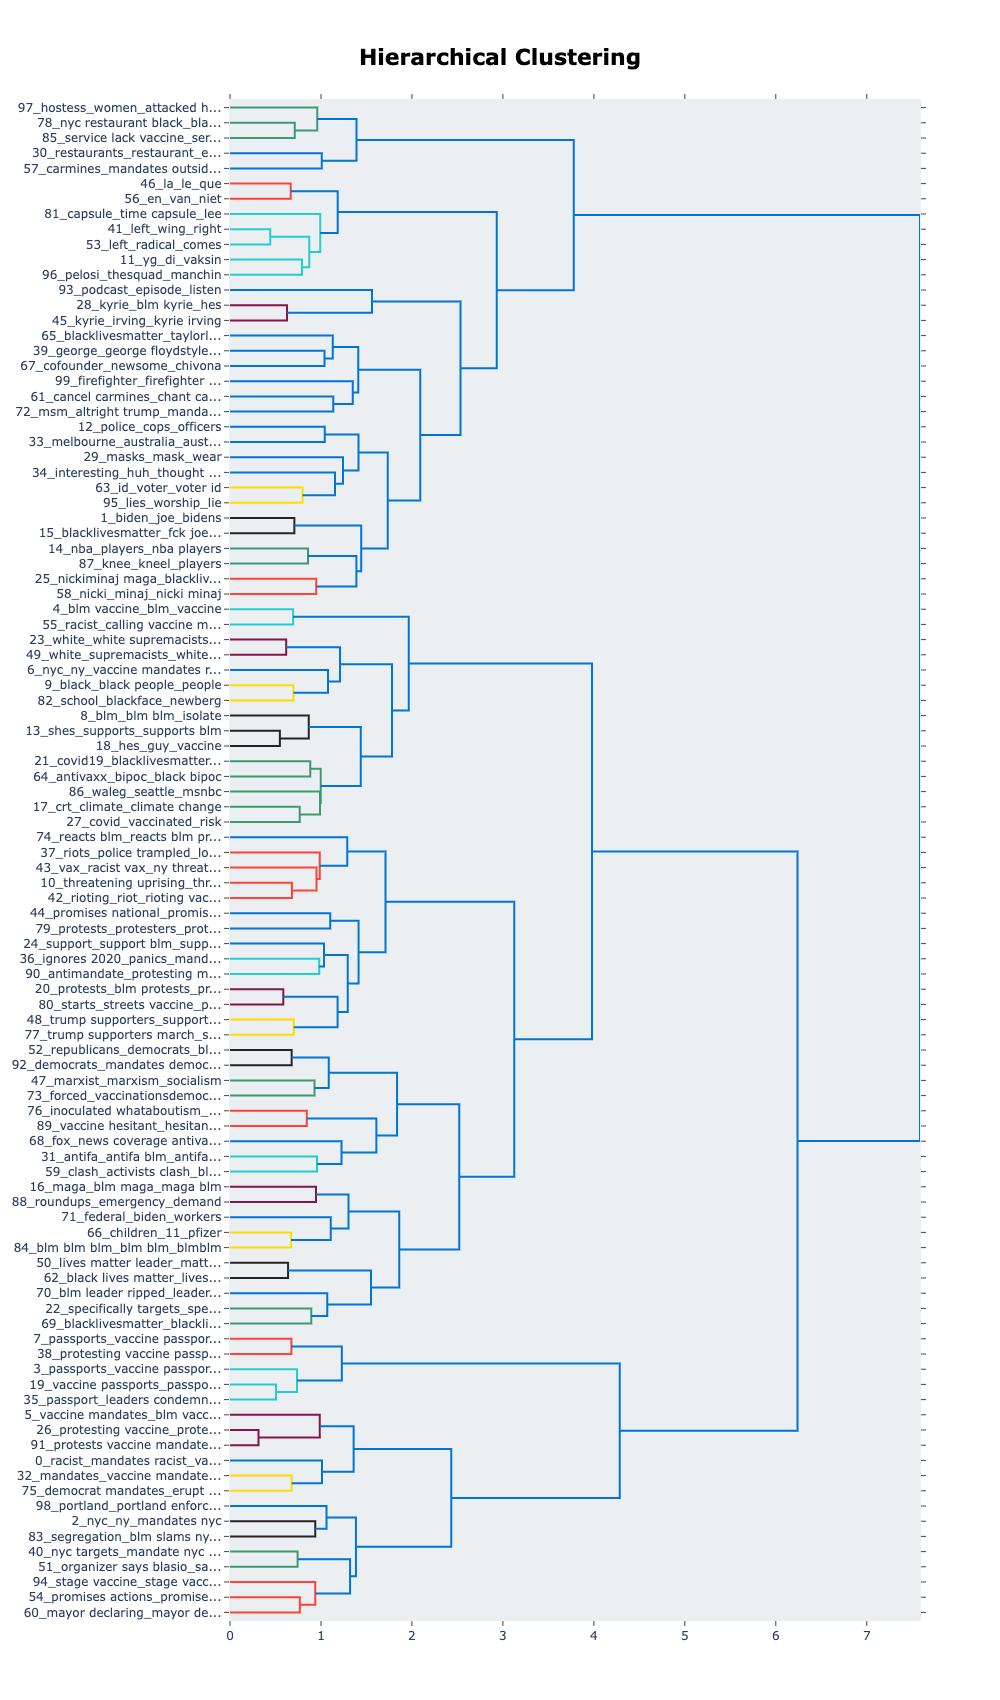 Hierarchical Clustering
97_hostess_women_attacked h...
78_nyc restaurant black_bla...
85_service lack vaccine_ser...
30_restaurants_restaurant_e...
57_carmines_mandates outsid...
46_la_le_que
56_en_van_niet
81_capsule_time capsule_lee
41_left_wing_right
53_left_radical_comes
11_yg_di_vaksin
96_pelosi_thesquad_manchin
93_podcast_episode_listen
28_kyrie_blm kyrie_hes
45_kyrie_irving_kyrie irving
65_blacklivesmatter_taylorl...
39_george_george floydstyle...
67_cofounder_newsome_chivona
99_firefighter_firefighter ...
61_cancel carmines_chant ca...
72_msm_altright trump_manda...
12_police_cops_officers
33_melbourne_australia_aust...
29_masks_mask_wear
34_interesting_huh_thought ...
63_id_voter_voter id
95_lies_worship_lie
1_biden_joe_bidens
15_blacklivesmatter_fck joe...
14_nba_players_nba players
87_knee_kneel_players
25_nickiminaj maga_blackliv...
58_nicki_minaj_nicki minaj
4_blm vaccine_blm_vaccine
55_racist_calling vaccine m...
23_white_white supremacists...
49_white_supremacists_white...
6_nyc_ny_vaccine mandates r...
9_black_black people_people
82_school_blackface_newberg
8_blm_blm blm_isolate
13_shes_supports_supports blm
18_hes_guy_vaccine
21_covid19_blacklivesmatter...
64_antivaxx_bipoc_black bipoc
86_waleg_seattle_msnbc
17_crt_climate_climate change
27_covid_vaccinated_risk
74_reacts blm_reacts blm pr...
37_riots_police trampled_lo...
43_vax_racist vax_ny threat...
10_threatening uprising_thr...
42_rioting_riot_rioting vac...
44_promises national_promis...
79_protests_protesters_prot...
24_support_support blm_supp...
36_ignores 2020_panics_mand...
90_antimandate_protesting m...
20_protests_blm protests_pr...
80_starts_streets vaccine_p...
48_trump supporters_support...
77_trump supporters march_s...
52_republicans_democrats_bl...
92_democrats_mandates democ...
47_marxist_marxism_socialism
73_forced_vaccinationsdemoc...
76_inoculated whataboutism_...
89_vaccine hesitant_hesitan...
68_fox_news coverage antiva...
31_antifa_antifa blm_antifa...
59_clash_activists clash_bl...
16_maga_blm maga_maga blm
88_roundups_emergency_demand
71_federal_biden_workers
66_children_11_pfizer
84_blm blm blm_blm blm_blmblm
50_lives matter leader_matt...
62_black lives matter_lives...
70_blm leader ripped_leader...
22_specifically targets_spe...
69_blacklivesmatter_blackli...
7_passports_vaccine passpor...
38_protesting vaccine passp...
3_passports_vaccine passpor...
19_vaccine passports_passpo...
35_passport_leaders condemn...
5_vaccine mandates_blm vacc...
26_protesting vaccine_prote...
91_protests vaccine mandate...
0_racist_mandates racist_va...
32_mandates_vaccine mandate...
75_democrat mandates_erupt ...
98_portland_portland enforc...
2_nyc_ny_mandates nyc
83_segregation_blm slams ny...
40_nyc targets_mandate nyc ...
51_organizer says blasio_sa...
94_stage vaccine_stage vacc...
54_promises actions_promise...
60_mayor declaring_mayor de...
0 1 2 3 4 5 6 7